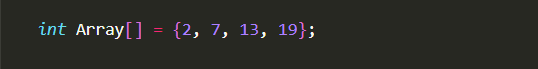 int Array[] = {2, 7, 13, 19};